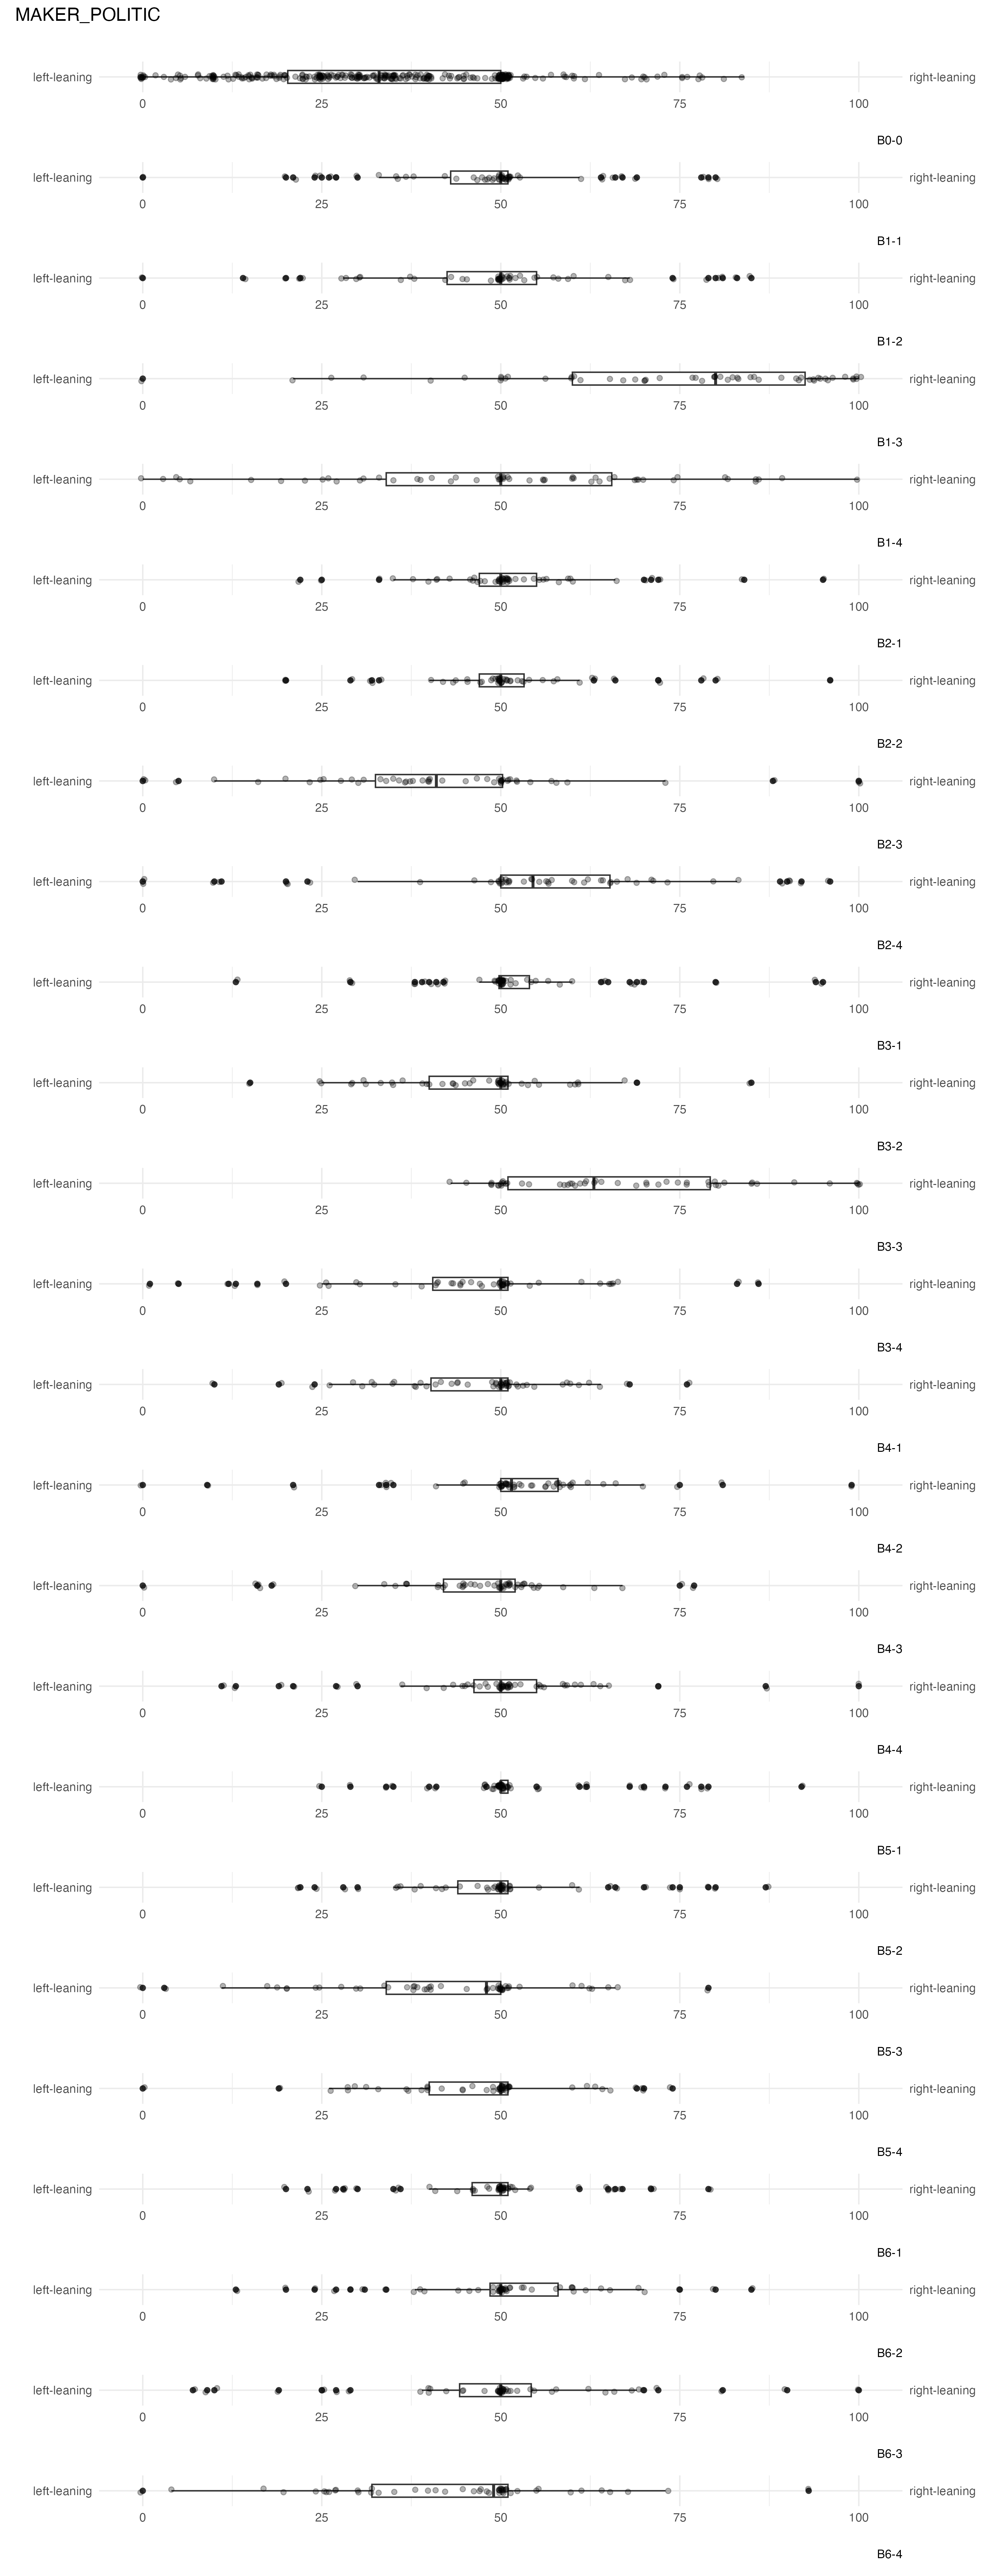 MAKER_POLITIC
left-leaning right-leaning
0 25 50 75 100
B0-0
left-leaning right-leaning
0 25 50 75 100
B1-1
left-leaning right-leaning
0 25 50 75 100
B1-2
left-leaning right-leaning
0 25 50 75 100
B1-3
left-leaning right-leaning
0 25 50 75 100
B1-4
left-leaning right-leaning
0 25 50 75 100
B2-1
left-leaning right-leaning
0 25 50 75 100
B2-2
left-leaning right-leaning
0 25 50 75 100
B2-3
left-leaning right-leaning
0 25 50 75 100
B2-4
left-leaning right-leaning
0 25 50 75 100
B3-1
left-leaning right-leaning
0 25 50 75 100
B3-2
left-leaning right-leaning
0 25 50 75 100
B3-3
left-leaning right-leaning
0 25 50 75 100
B3-4
left-leaning right-leaning
0 25 50 75 100
B4-1
left-leaning right-leaning
0 25 50 75 100
B4-2
left-leaning right-leaning
0 25 50 75 100
B4-3
left-leaning right-leaning
0 25 50 75 100
B4-4
left-leaning right-leaning
0 25 50 75 100
B5-1
left-leaning right-leaning
0 25 50 75 100
B5-2
left-leaning right-leaning
0 25 50 75 100
B5-3
left-leaning right-leaning
0 25 50 75 100
B5-4
left-leaning right-leaning
0 25 50 75 100
B6-1
left-leaning right-leaning
0 25 50 75 100
B6-2
left-leaning right-leaning
0 25 50 75 100
B6-3
left-leaning right-leaning
0 25 50 75 100
B6-4